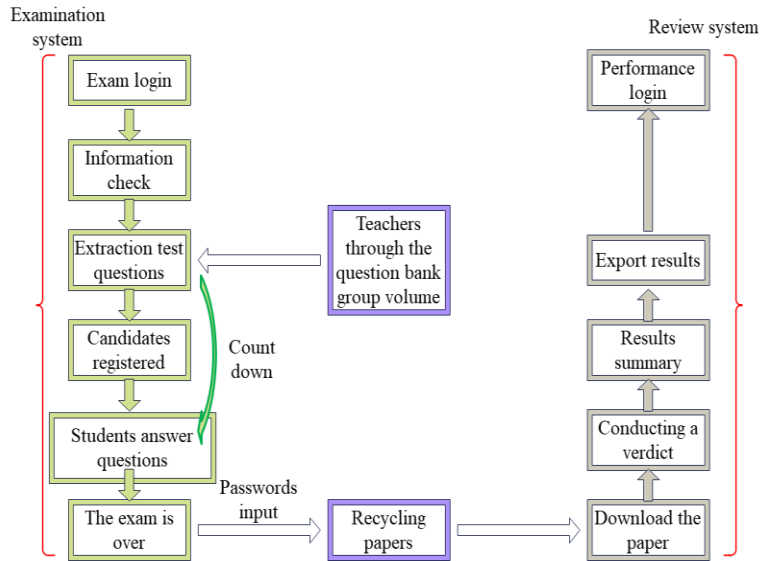 Examination
system
Exam login
Information
check
Extraction test
questions
Candidates
registered
Students answer
questions
The exam is
over
Count
down
Passwords
input
Teachers
through the
question bank
group volume
Recycling
papers
Review system
Performance
login
Export results
Results
summary
Conducting a
verdict
Download the
paper